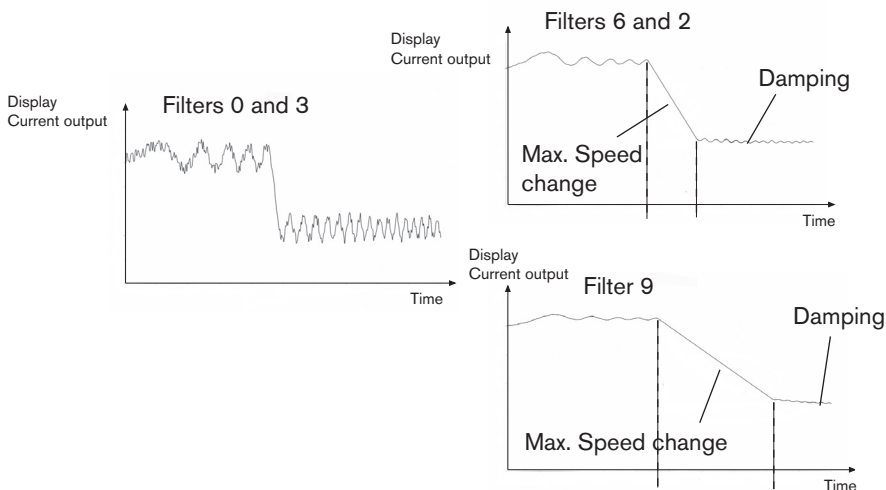 Display
Current output
Filters 0 and 3
Time
Display
Current output
Filters 6 and 2
Damping
Max. Speed
change
Time
Display
Current output
Filter 9
Damping
Max. Speed change
Time